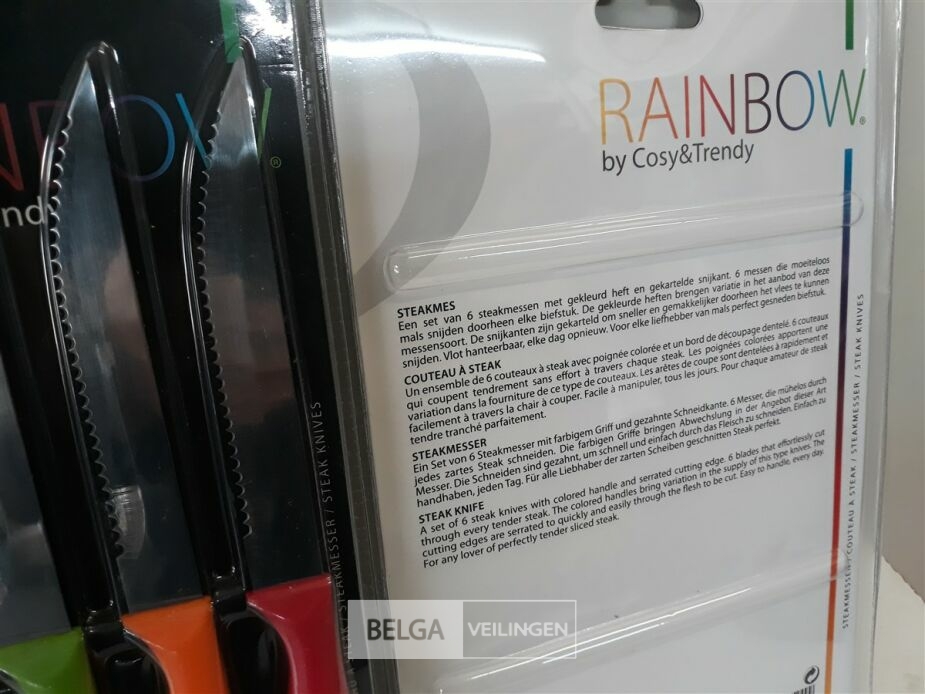 NBOW
®
nd
STEAKMESSER / STEAK KNIVES
RAINBOW®
by Cosy&Trendy
STEAKMES
Een set van 6 steakmessen met gekleurd heft en gekartelde snijkant. 6 messen die moeiteloos
mals snijden doorheen elke biefstuk. De gekleurde heften brengen variatie in het aanbod van deze
messensoort. De snijkanten zijn gekarteld om sneller en gemakkelijker doorheen het vlees te kunnen
snijden. Vlot hanteerbaar, elke dag opnieuw. Voor elke liefhebber van mals perfect gesneden biefstuk.
COUTEAU À STEAK
Un ensemble de 6 couteaux à steak avec poignée colorée et un bord de découpage dentelé. 6 couteaux
qui coupent tendrement sans effort à travers chaque steak. Les poignées colorées apportent une
variation dans la fourniture de ce type de couteaux. Les arêtes de coupe sont dentelées à rapidement et
facilement à travers la chair à couper. Facile à manipuler, tous les jours. Pour chaque amateur de steak
tendre tranché parfaitement.
STEAKMESSER
Ein Set von 6 Steakmesser mit farbigem Griff und gezahnte Schneidkante. 6 Messer, die mühelos durch
jedes zartes Steak schneiden. Die farbigen Griffe bringen Abwechslung in der Angebot dieser Art
Messer. Die Schneiden sind gezahnt, um schnell und einfach durch das Fleisch zu schneiden. Einfach zu
handhaben, jeden Tag. Für alle Liebhaber der zarten Scheiben geschnitten Steak perfekt.
STEAK KNIFE
A set of 6 steak knives with colored handle and serrated cutting edge. 6 blades that effortlessly cut
through every tender steak. The colored handles bring variation in the supply of this type knives. The
cutting edges are serrated to quickly and easily through the flesh to be cut. Easy to handle, every day.
For any lover of perfectly tender sliced steak.
STEAKMESSEN / COUTEAU A STEAK / STEAKMESSER / STEAK KNIVES
BELGA VEILINGEN